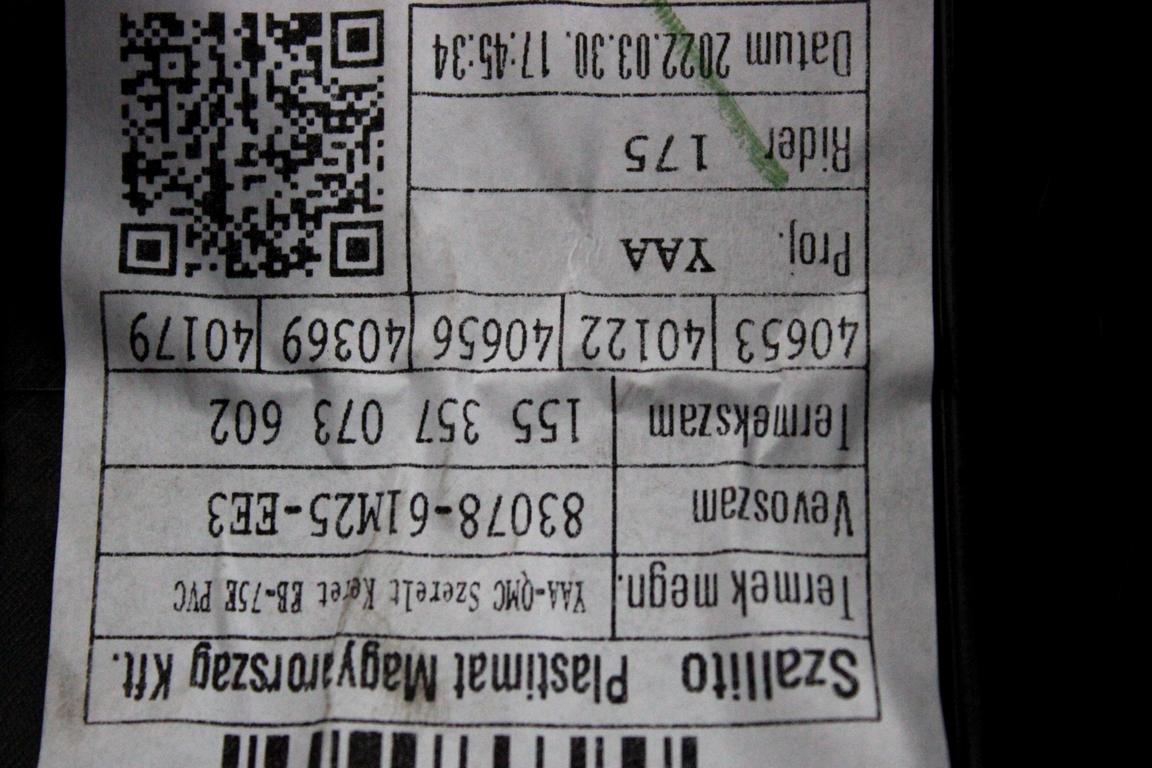 Szallito Plastimat Magyarorszag Kft.
Termek megn. YAA-QMC Szerelt Keret EB-75E PVC
Vevoszam 83078-61M25-EE3
Termekszam 155 357 073 602
40653 40122 40656 40369 40179
Proj. YAA
Rider 175
Datum 2022.03.30. 17:45:34